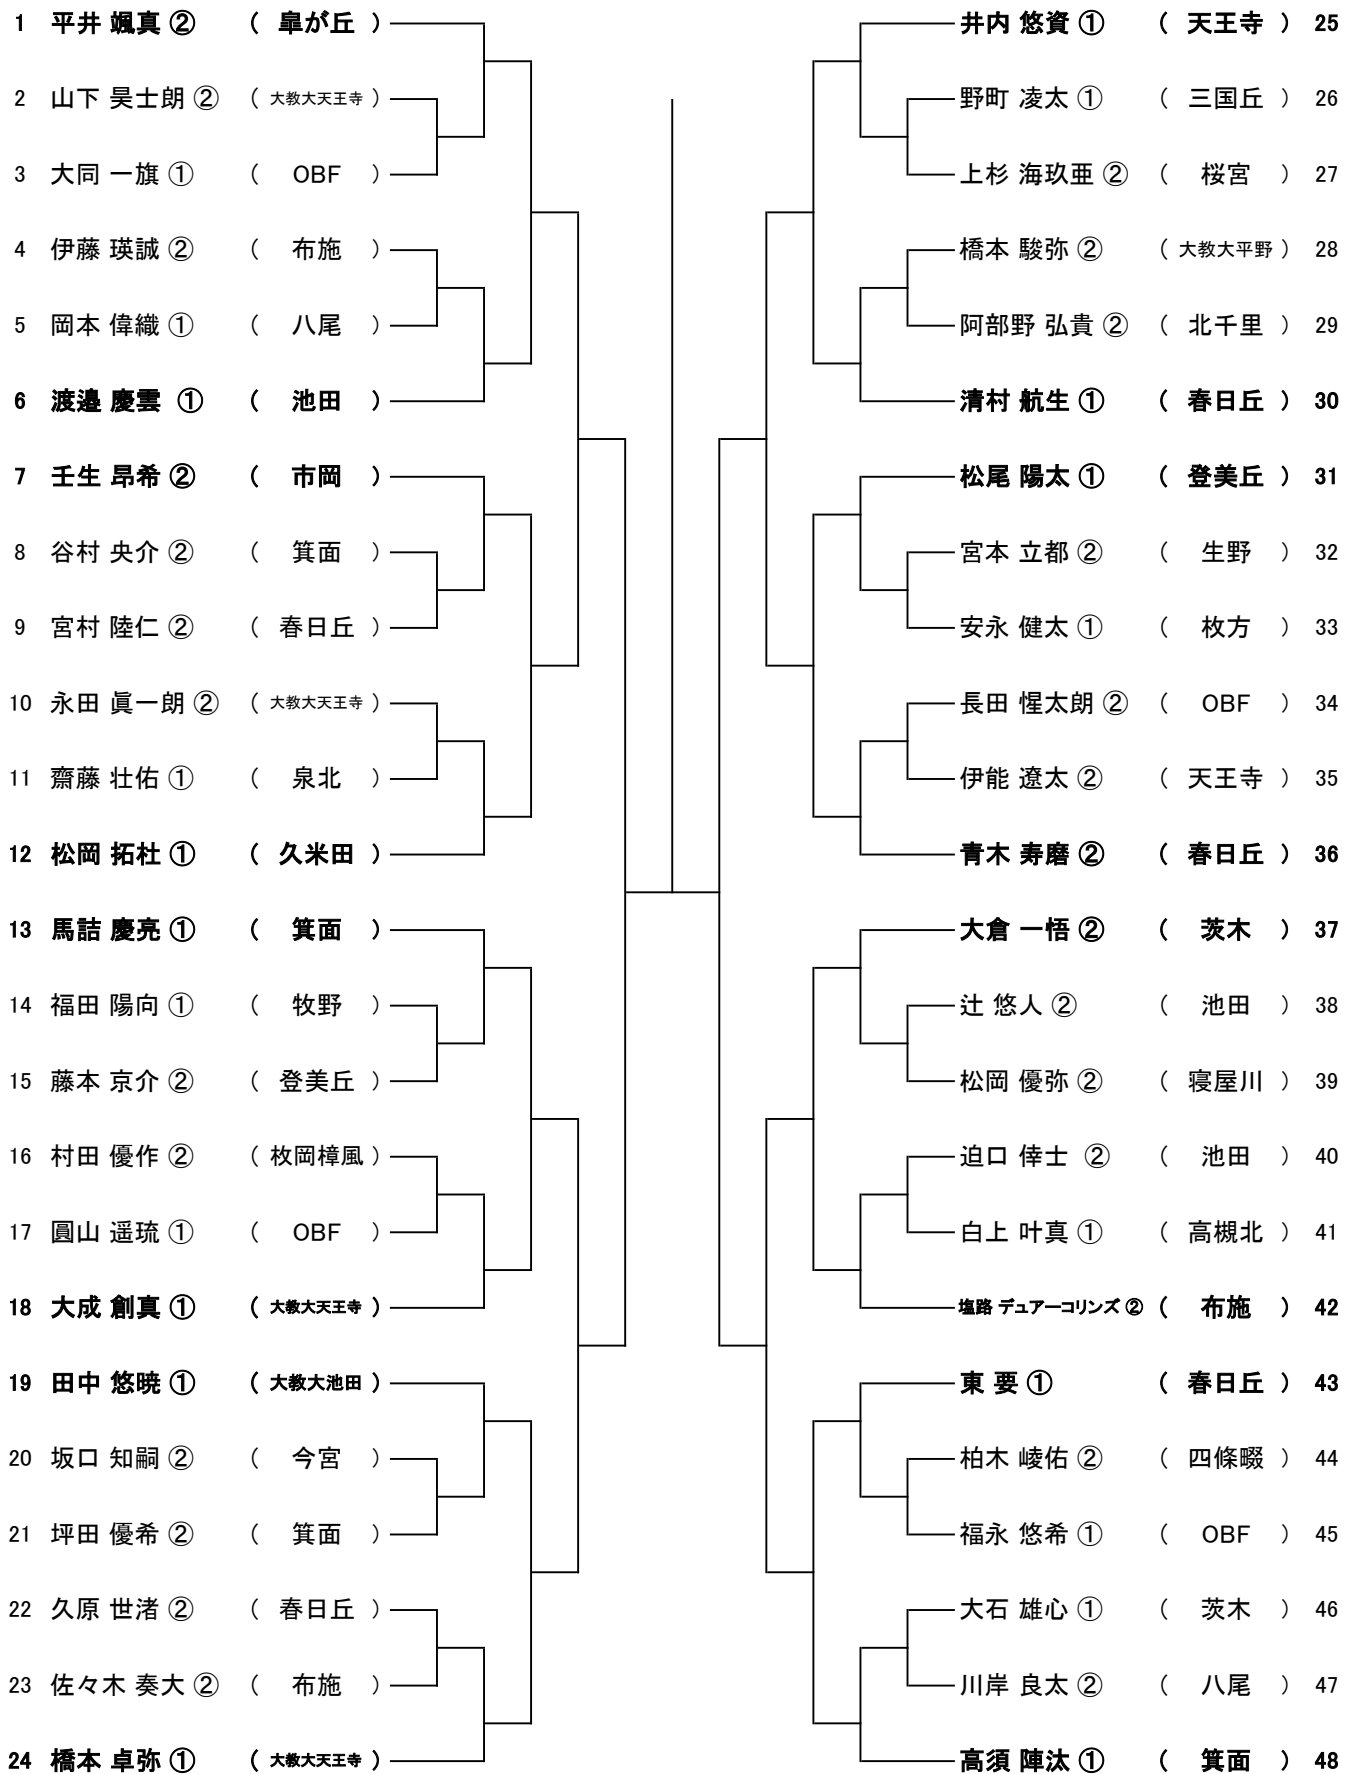 1 平井 颯真 ② ( 皐が丘 )
2 山下 昊士朗 ② ( 大教大天王寺 )
3 大同 一旗 ① ( OBF )
4 伊藤 瑛誠 ② ( 布施 )
5 岡本 偉織 ① ( 八尾 )
6 渡邉 慶雲 ① ( 池田 )
7 壬生 昂希 ② ( 市岡 )
8 谷村 央介 ② ( 箕面 )
9 宮村 陸仁 ② ( 春日丘 )
10 永田 眞一朗 ② ( 大教大天王寺 )
11 齋藤 壮佑 ① ( 泉北 )
12 松岡 拓杜 ① ( 久米田 )
13 馬詰 慶亮 ① ( 箕面 )
14 福田 陽向 ① ( 牧野 )
15 藤本 京介 ② ( 登美丘 )
16 村田 優作 ② ( 枚岡樟風 )
17 圓山 遥琉 ① ( OBF )
18 大成 創真 ① ( 大教大天王寺 )
19 田中 悠暁 ① ( 大教大池田 )
20 坂口 知嗣 ② ( 今宮 )
21 坪田 優希 ② ( 箕面 )
22 久原 世渚 ② ( 春日丘 )
23 佐々木 奏大 ② ( 布施 )
24 橋本 卓弥 ① ( 大教大天王寺 )
井内 悠資 ① ( 天王寺 ) 25
野町 凌太 ① ( 三国丘 ) 26
上杉 海玖亜 ② ( 桜宮 ) 27
橋本 駿弥 ② ( 大教大平野 ) 28
阿部野 弘貴 ② ( 北千里 ) 29
清村 航生 ① ( 春日丘 ) 30
松尾 陽太 ① ( 登美丘 ) 31
宮本 立都 ② ( 生野 ) 32
安永 健太 ① ( 枚方 ) 33
長田 惺太朗 ② ( OBF ) 34
伊能 遼太 ② ( 天王寺 ) 35
青木 寿磨 ② ( 春日丘 ) 36
大倉 一悟 ② ( 茨木 ) 37
辻 悠人 ② ( 池田 ) 38
松岡 優弥 ② ( 寝屋川 ) 39
迫口 倖士 ② ( 池田 ) 40
白上 叶真 ① ( 高槻北 ) 41
塩路 デュアーコリンズ ② ( 布施 ) 42
東 要 ① ( 春日丘 ) 43
柏木 崚佑 ② ( 四條畷 ) 44
福永 悠希 ① ( OBF ) 45
大石 雄心 ① ( 茨木 ) 46
川岸 良太 ② ( 八尾 ) 47
高須 陣汰 ① ( 箕面 ) 48